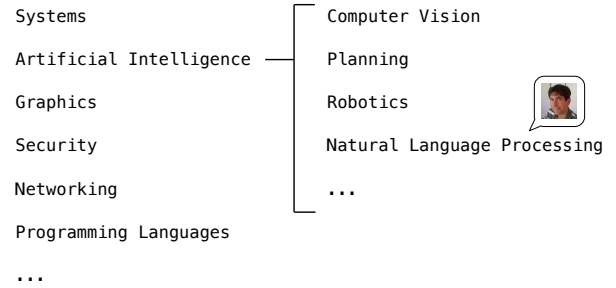 Systems
Artificial Intelligence
Graphics
Security
Networking
Programming Languages
...
Computer Vision
Planning
Robotics
Natural Language Processing
...